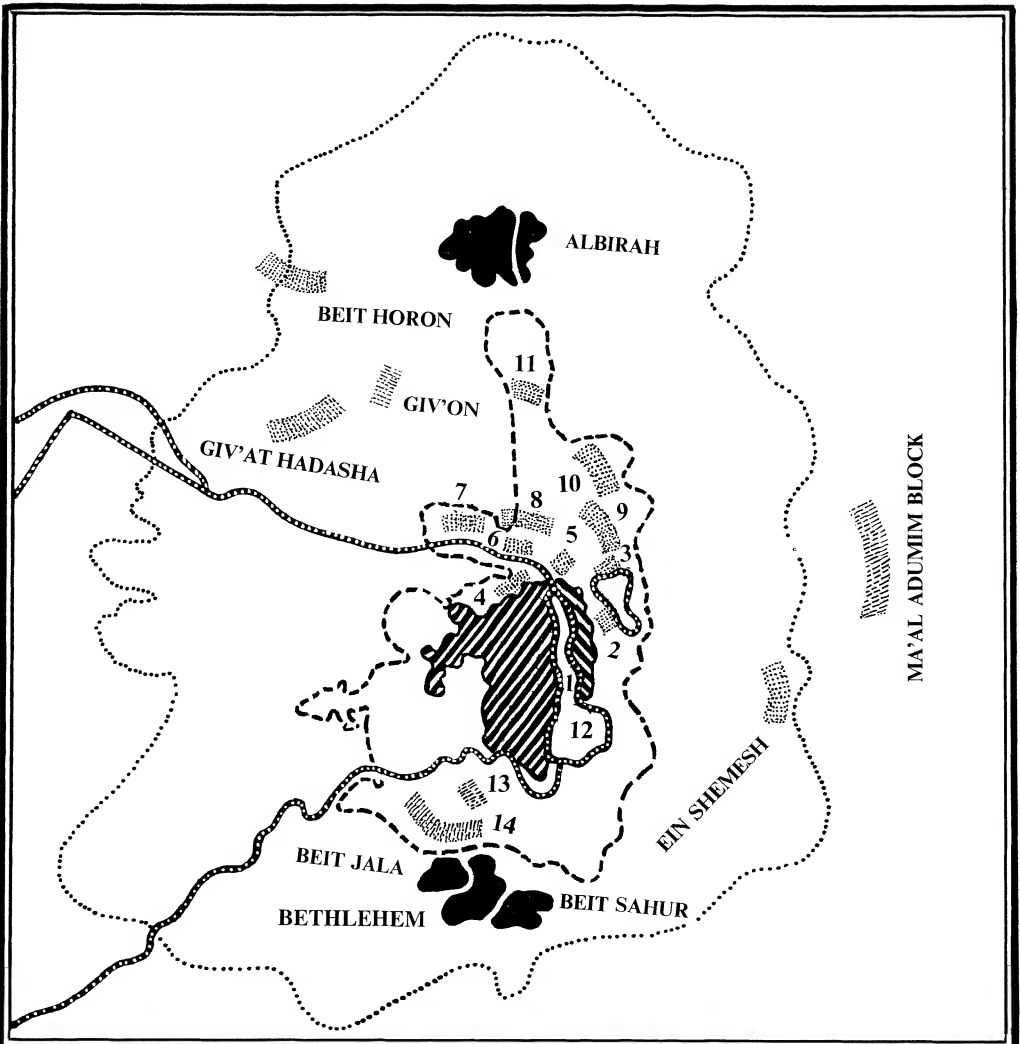 ALBIRAH
BEIT HORON
11
GIV'ON
GIV'AT HADASHA
10
7
8
9
6
5
3
4
2
1
12
13
14
MA'AL ADUMIM BLOCK
EIN SHEMESH
BEIT JALA
BETHLEHEM
BEIT SAHUR